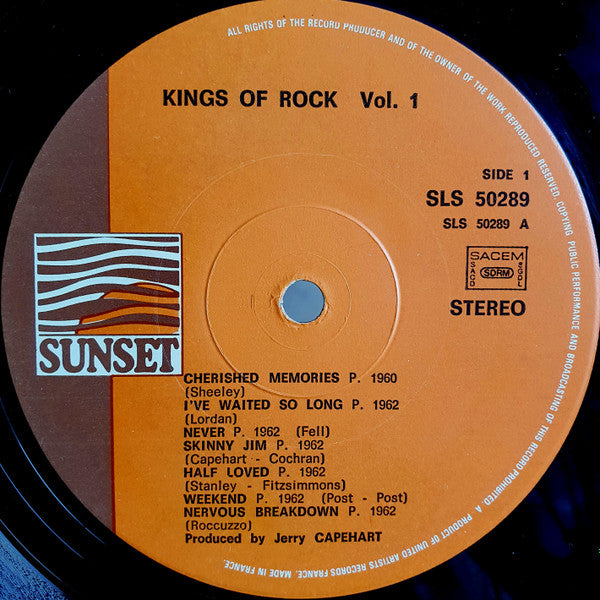 ALL RIGHTS OF THE RECORD PRODUCER AND OF THE OWNER OF THE WORK REPRODUCED RESERVED. COPYING PUBLIC PERFORMANCE AND BROADCASTING OF THIS RECORD PROHIBITED. A PRODUCT OF UNITED ARTISTS RECORDS FRANCE. MADE IN FRANCE.
KINGS OF ROCK Vol. 1
SIDE 1
SLS 50289
SLS 50289 A
SACEM
SACD
SDRM
SGDL
STEREO
SUNSET
CHERISHED MEMORIES P. 1960
(Sheeley)
I'VE WAITED SO LONG P. 1962
(Lordan)
NEVER P. 1962 (Fell)
SKINNY JIM P. 1962
(Capehart - Cochran)
HALF LOVED P. 1962
(Stanley - Fitzsimmons)
WEEKEND P. 1962 (Post - Post)
NERVOUS BREAKDOWN P. 1962
(Roccuzzo)
Produced by Jerry CAPEHART